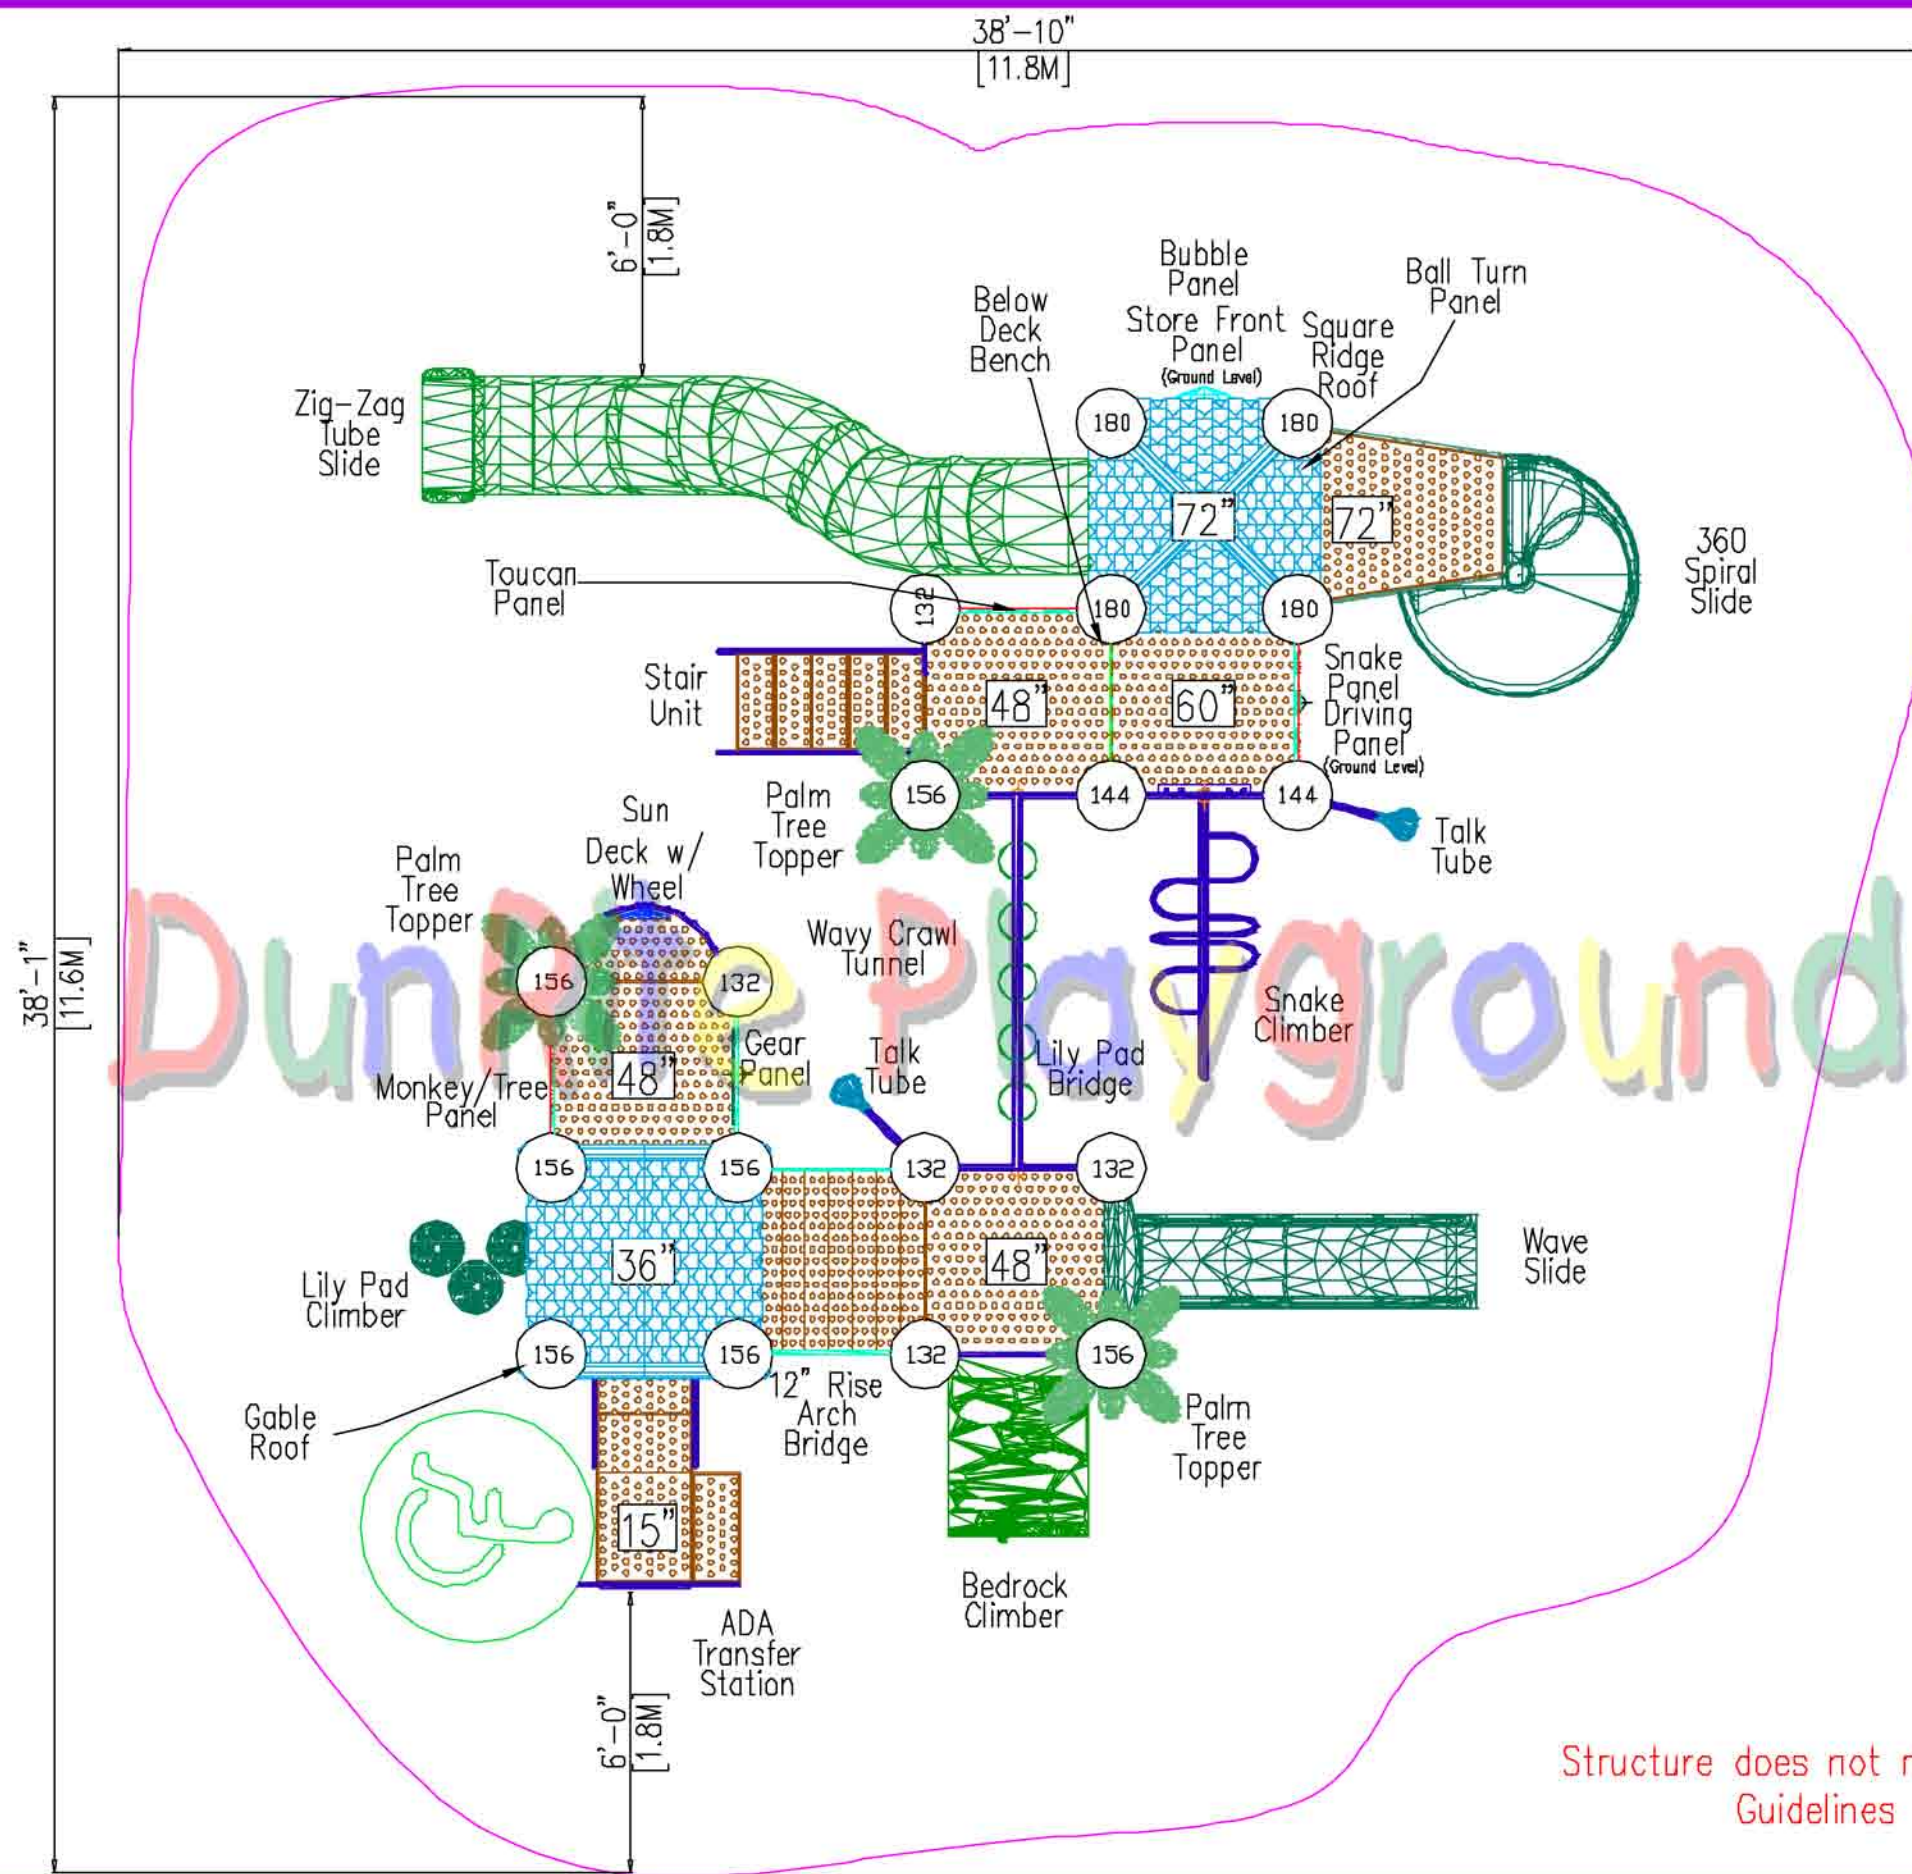 38'-10"
[11.8M]
6'-0"
[1.8M]
Bubble
Panel
Store Front
Panel
(Ground Level)
Ball Turn
Panel
Below
Deck
Bench
Square
Ridge
Roof
Zig-Zag
Tube
Slide
180
180
72"
72"
360
Spiral
Slide
Toucan
Panel
132
180
180
Stair
Unit
48"
60"
Snake
Panel
Driving
Panel
(Ground Level)
156
144
144
Palm
Tree
Topper
Talk
Tube
Sun
Deck w/
Wheel
Palm
Tree
Topper
38'-1"
[11.6M]
Playground
Wavy Crawl
Tunnel
156
132
Snake
Climber
Gear
Panel
48"
Talk
Tube
Lily Pad
Bridge
Monkey/Tree
Panel
156
156
132
132
36"
48"
Wave
Slide
Lily Pad
Climber
156
156
132
156
12" Rise
Arch
Bridge
Gable
Roof
Palm
Tree
Topper
15"
Bedrock
Climber
ADA
Transfer
Station
6'-0"
[1.8M]
Structure does not
Guidelines